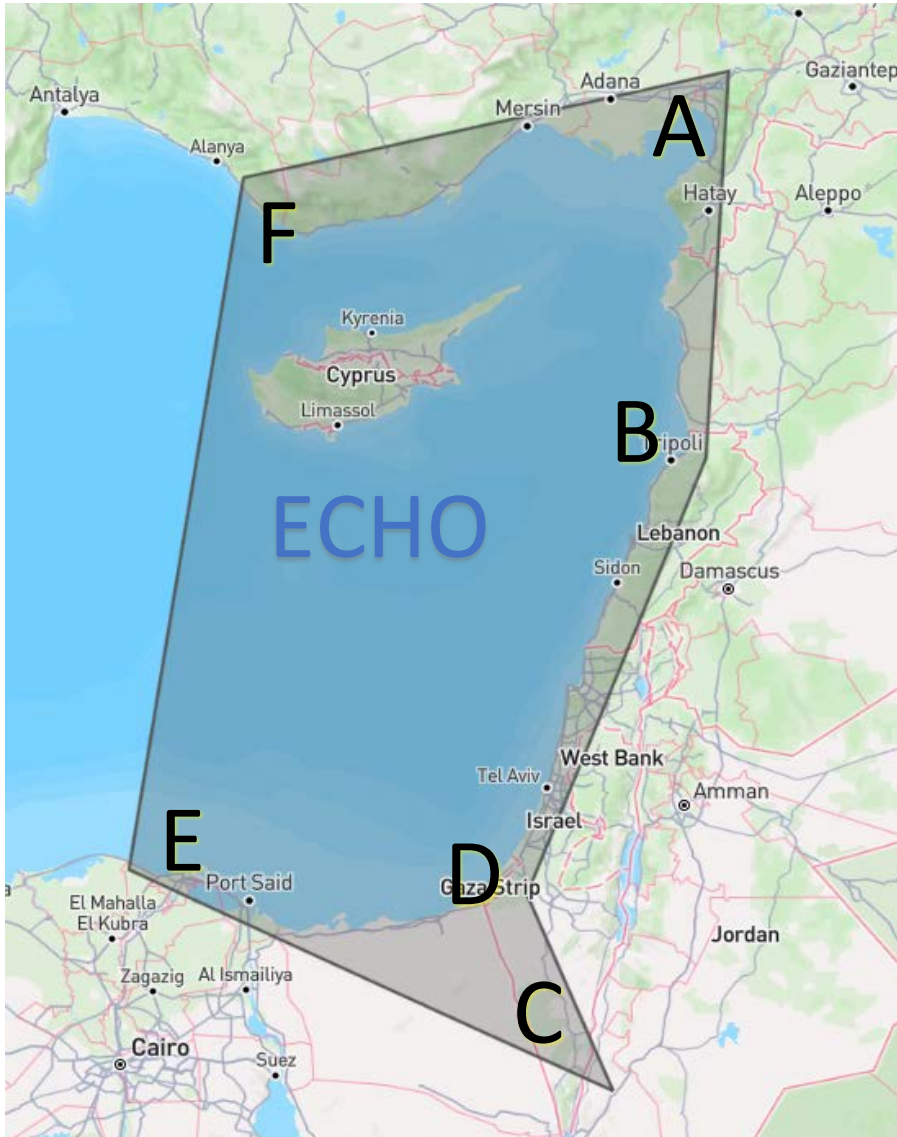 Gaziantep
Adana
Antalya
A
Mersin
Alanya
Hatay
Aleppo
F
Kyrenia
Cyprus
Limassol
B
Tripoli
ECHO
Lebanon
Sidon
Damascus
West Bank
Tel Aviv
Amman
Israel
E
D
Port Said
Gaza Strip
El Mahalla
El Kubra
Jordan
Zagazig
Al Ismailiya
C
Cairo
Suez